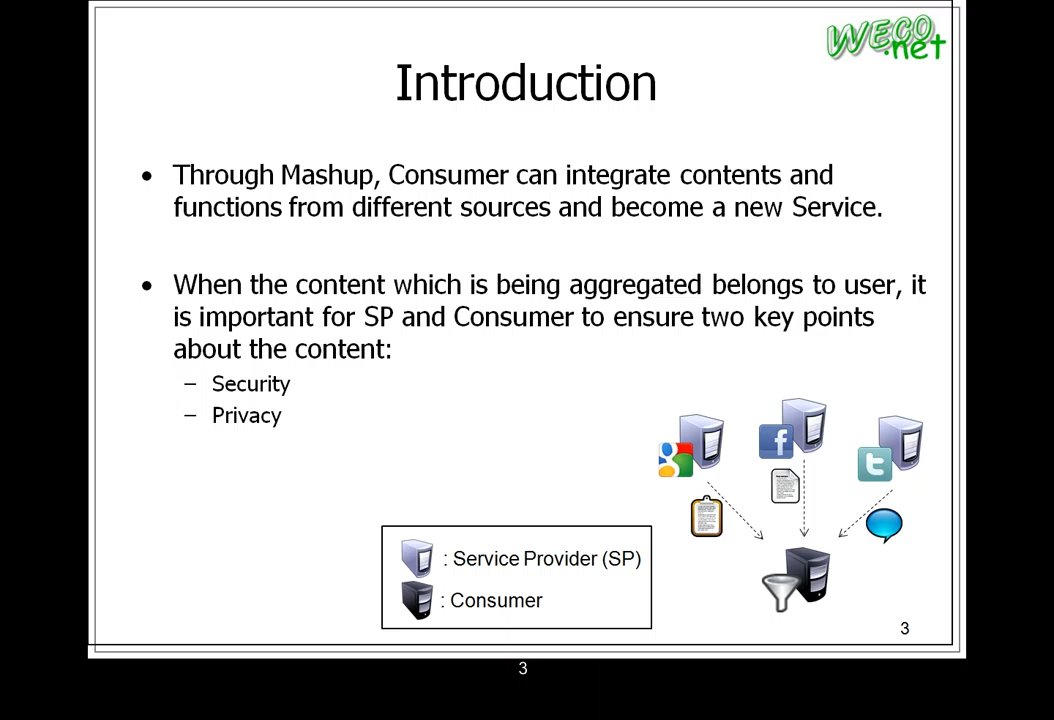 WECO
.net
Introduction
• Through Mashup, Consumer can integrate contents and
functions from different sources and become a new Service.
• When the content which is being aggregated belongs to user, it
is important for SP and Consumer to ensure two key points
about the content:
– Security
– Privacy
: Service Provider (SP)
: Consumer
3
3